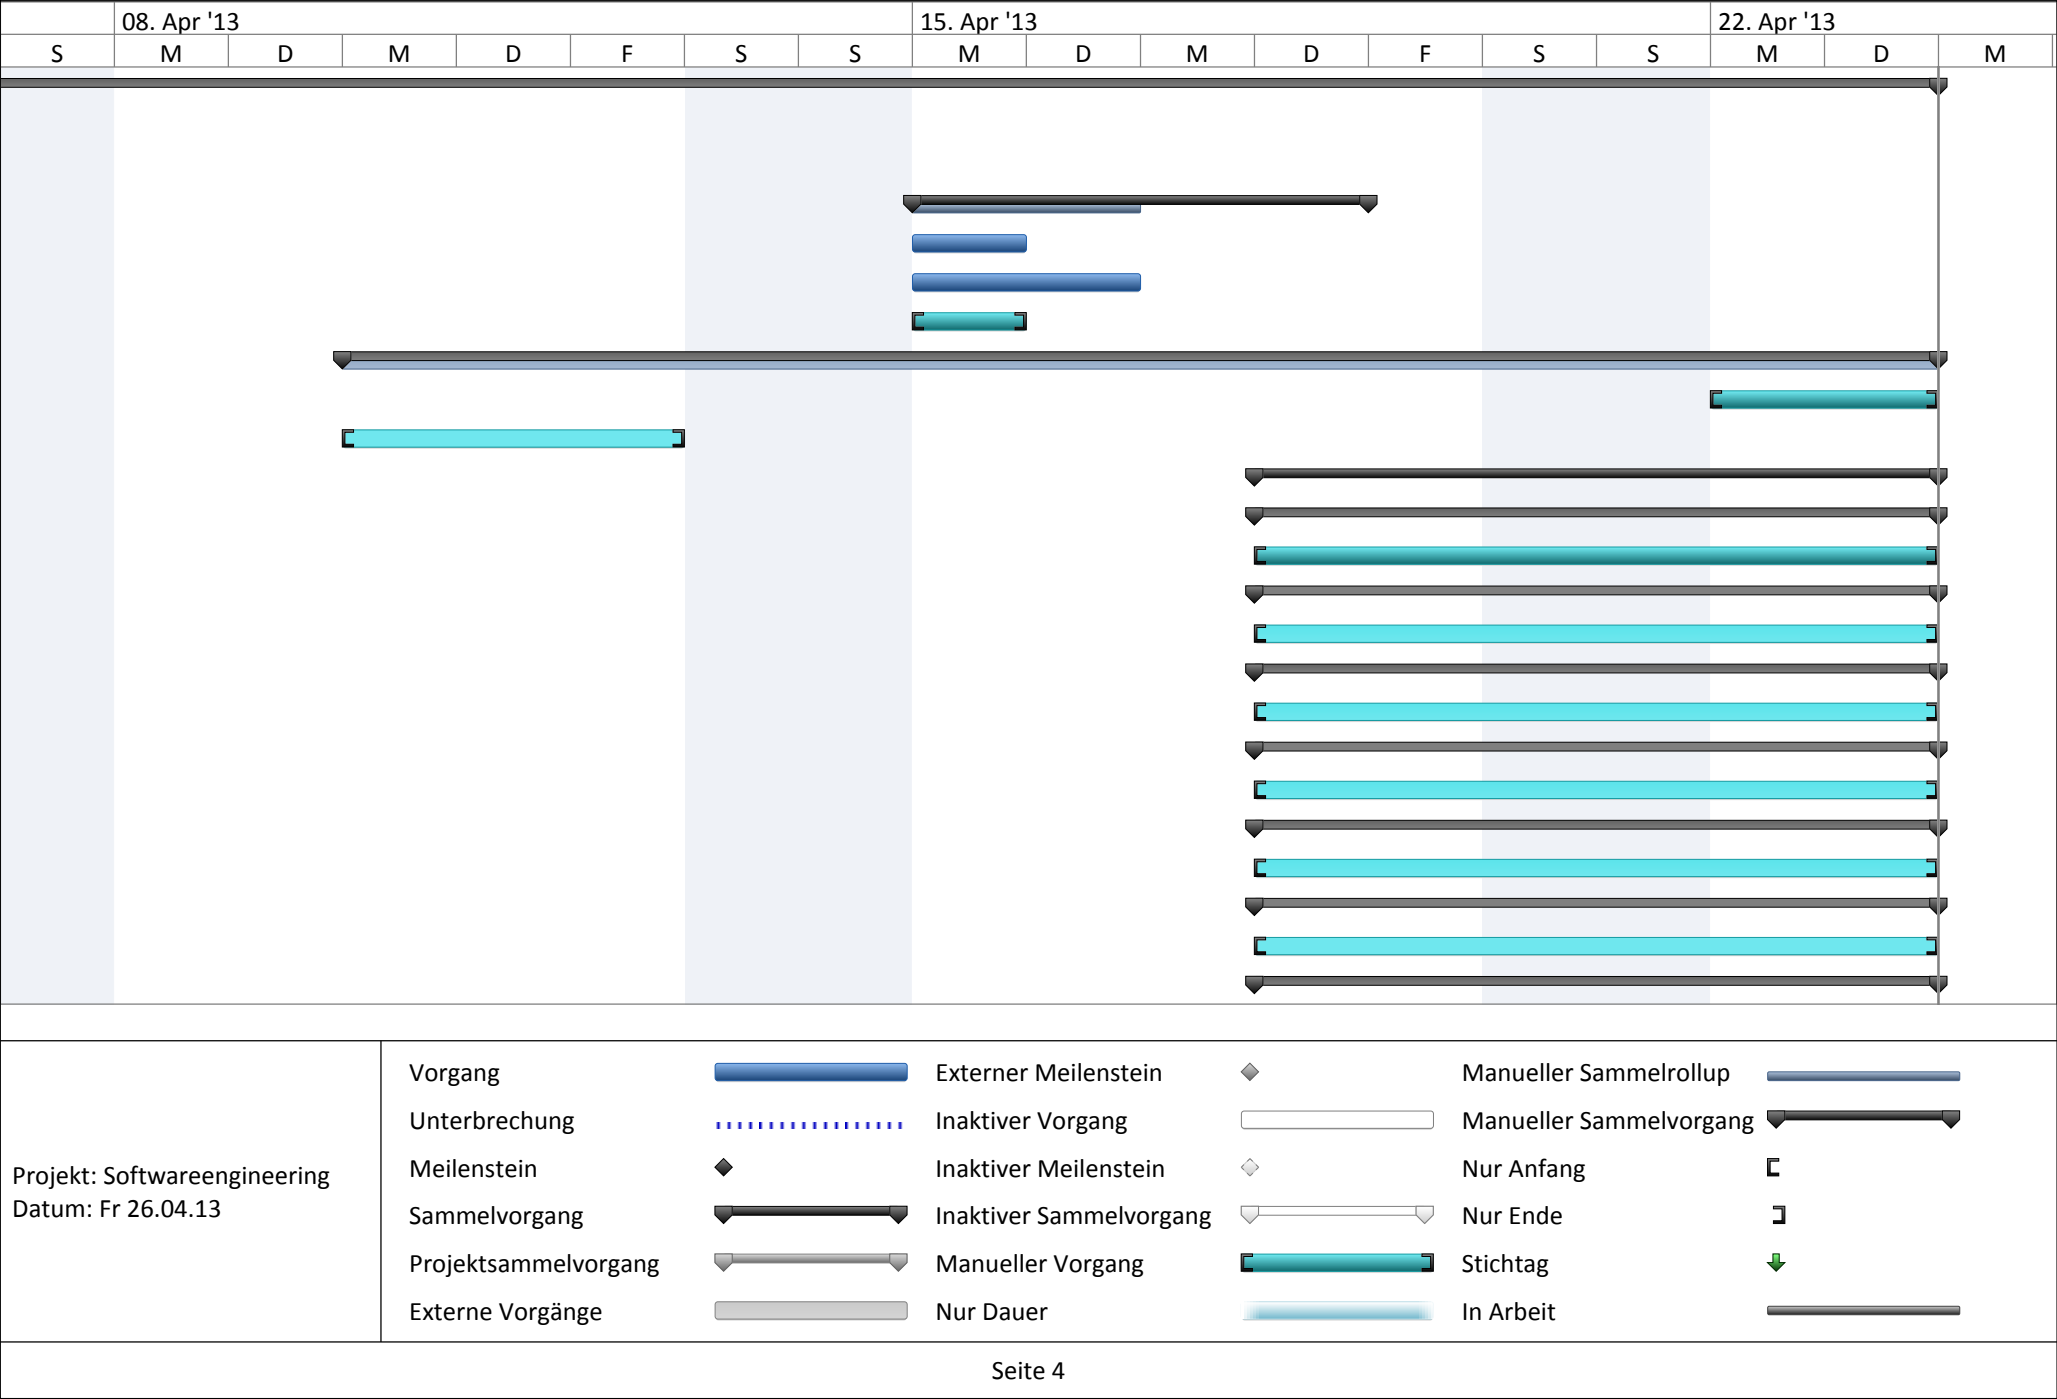 08. Apr '13 15. Apr '13 22. Apr '13
S M D M D F S S M D M D F S S M D M
Vorgang Externer Meilenstein Manueller Sammelrollup
Unterbrechung Inaktiver Vorgang Manueller Sammelvorgang
Meilenstein Inaktiver Meilenstein Nur Anfang
Projekt: Softwareengineering
Datum: Fr 26.04.13
Sammelvorgang Inaktiver Sammelvorgang Nur Ende
Projektsammelvorgang Manueller Vorgang Stichtag
Externe Vorgänge Nur Dauer In Arbeit
Seite 4